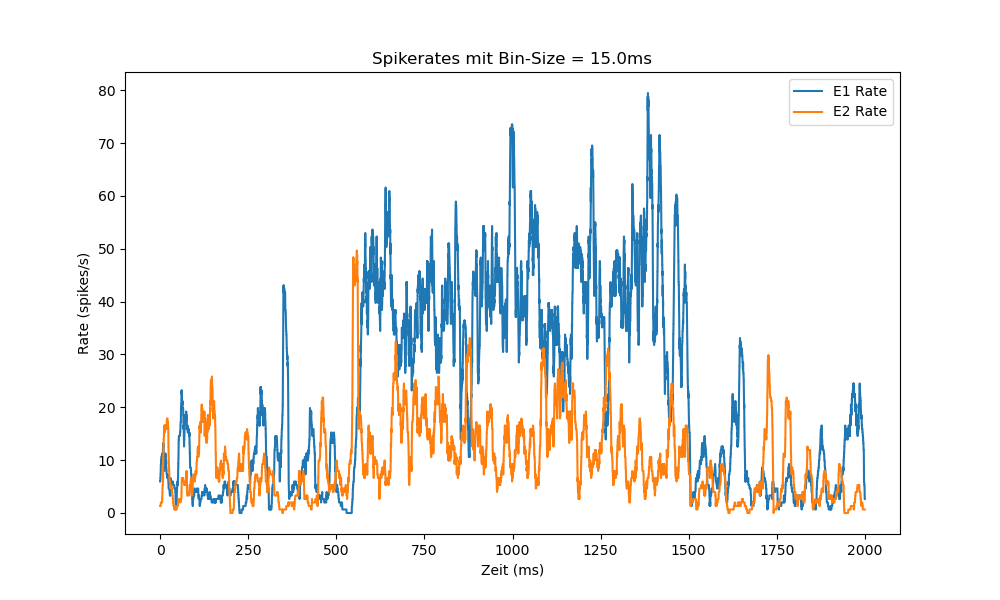 Spikerates mit Bin-Size = 15.0ms
E1 Rate
E2 Rate
Rate (spikes/s)
80
70
60
50
40
30
20
10
0
0 250 500 750 1000 1250 1500 1750 2000
Zeit (ms)